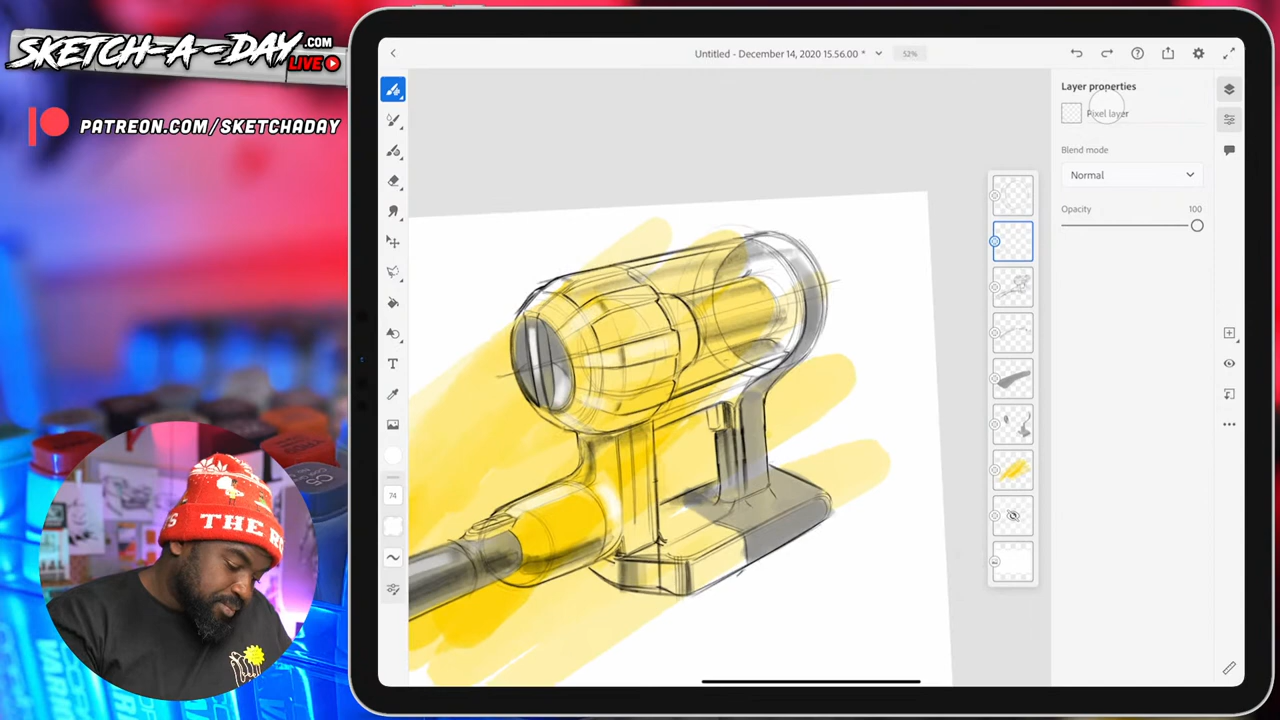 SKETCH-A-DAY.COM
LIVE
PATREON.COM/SKETCHADAY
Untitled - December 14, 2020 15.56.00 *
52%
Layer properties
Pixel layer
Blend mode
Normal
Opacity
100
T
74
THE R